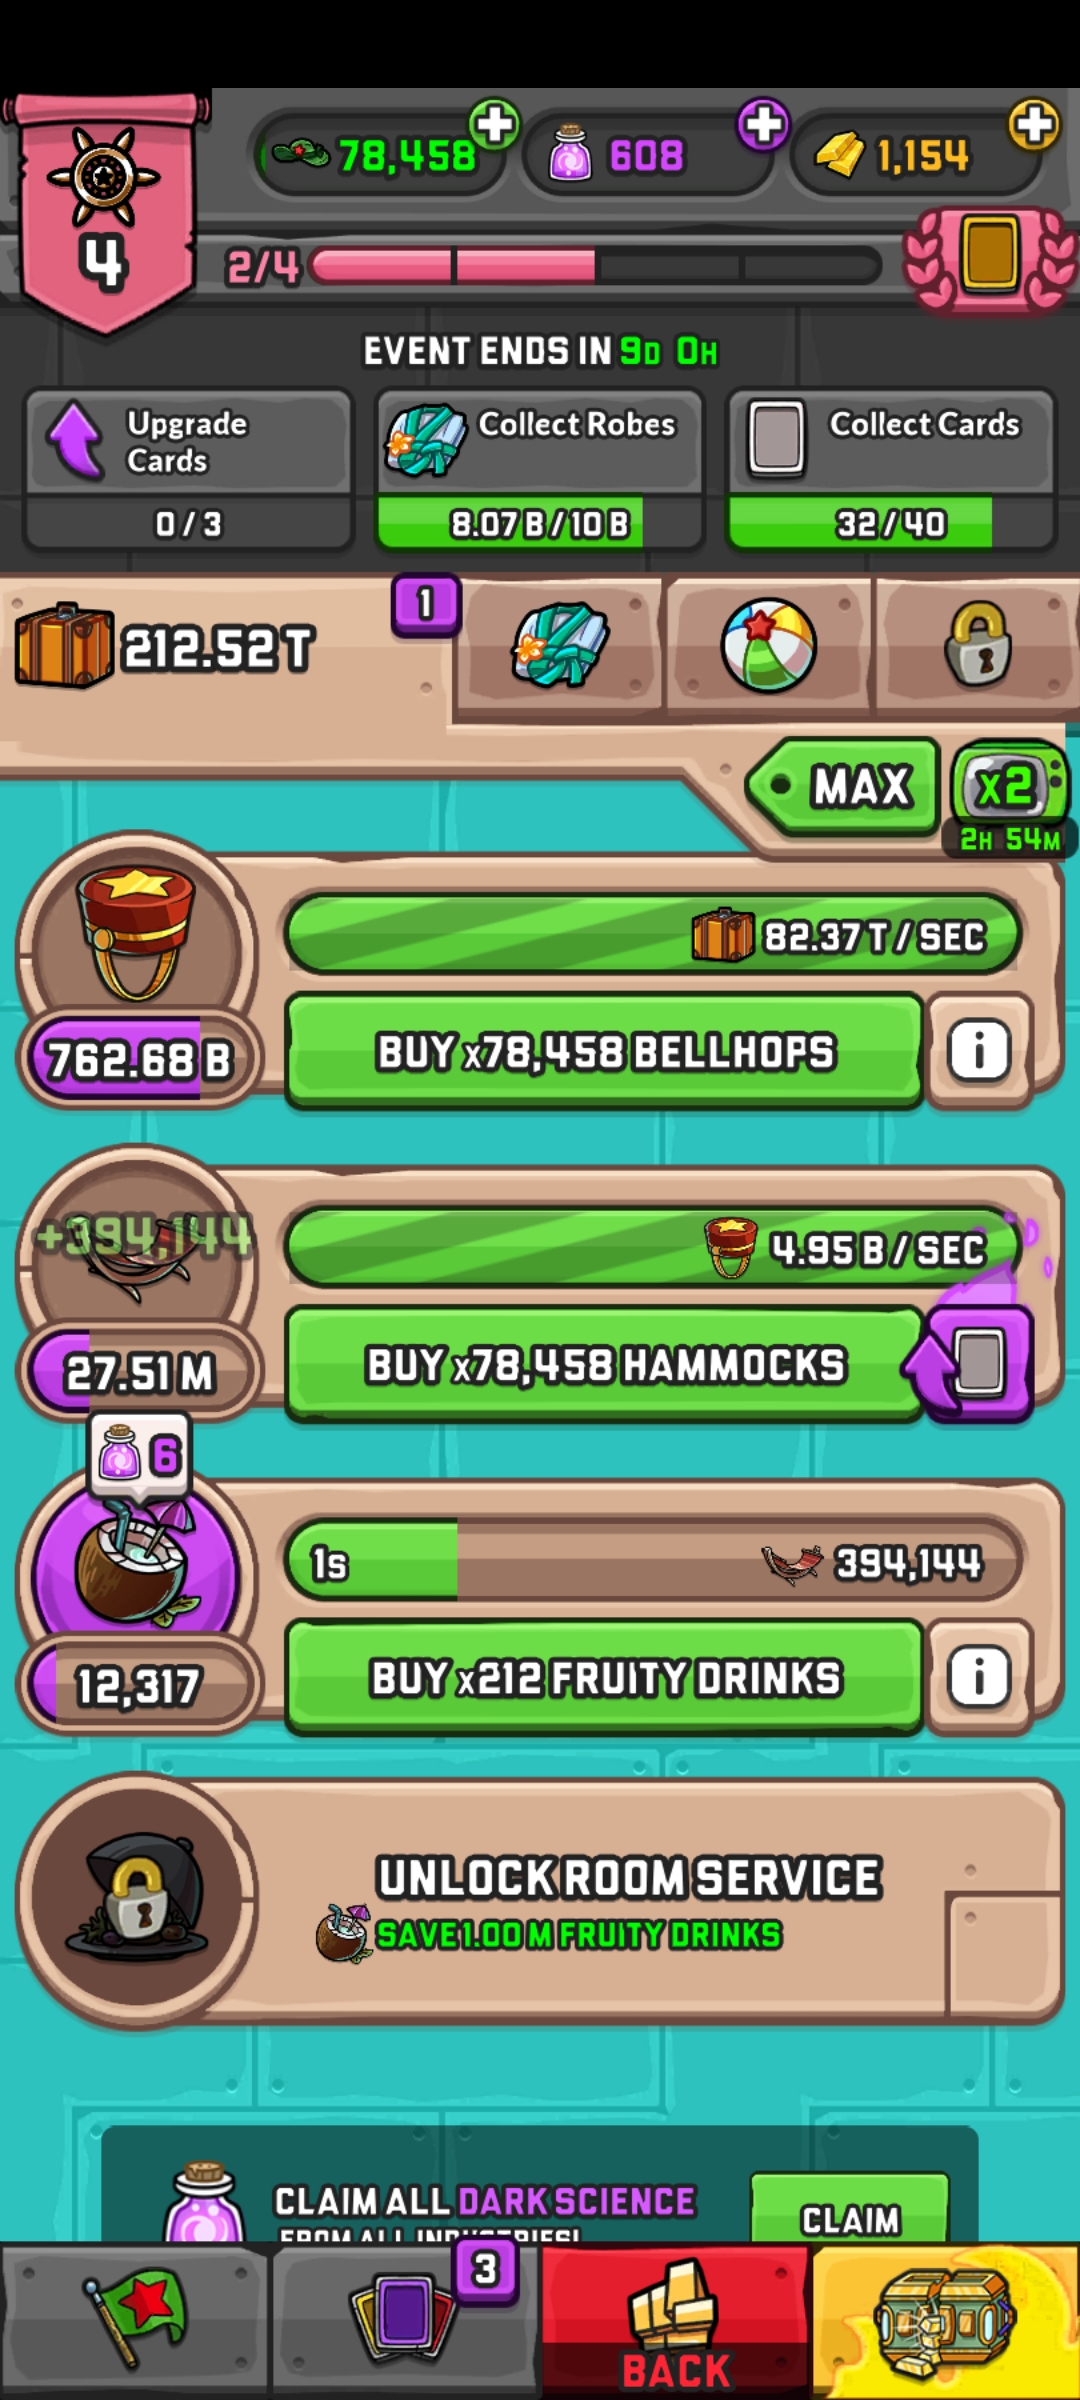 78,458
608
1,154
4
2/4
EVENT ENDS IN 9D 0H
Upgrade
Cards
Collect Robes
Collect Cards
0 / 3
8.07 B / 10 B
32 / 40
212.52 T
1
MAX
x2
2H 54M
82.37 T / SEC
762.68 B
BUY x78,458 BELLHOPS
i
+394,144
4.95 B / SEC
27.51 M
BUY x78,458 HAMMOCKS
6
1s
394,144
12,317
BUY x212 FRUITY DRINKS
i
UNLOCK ROOM SERVICE
SAVE 1.00 M FRUITY DRINKS
CLAIM ALL DARK SCIENCE
FROM ALL INDUSTRIES!
CLAIM
3
BACK